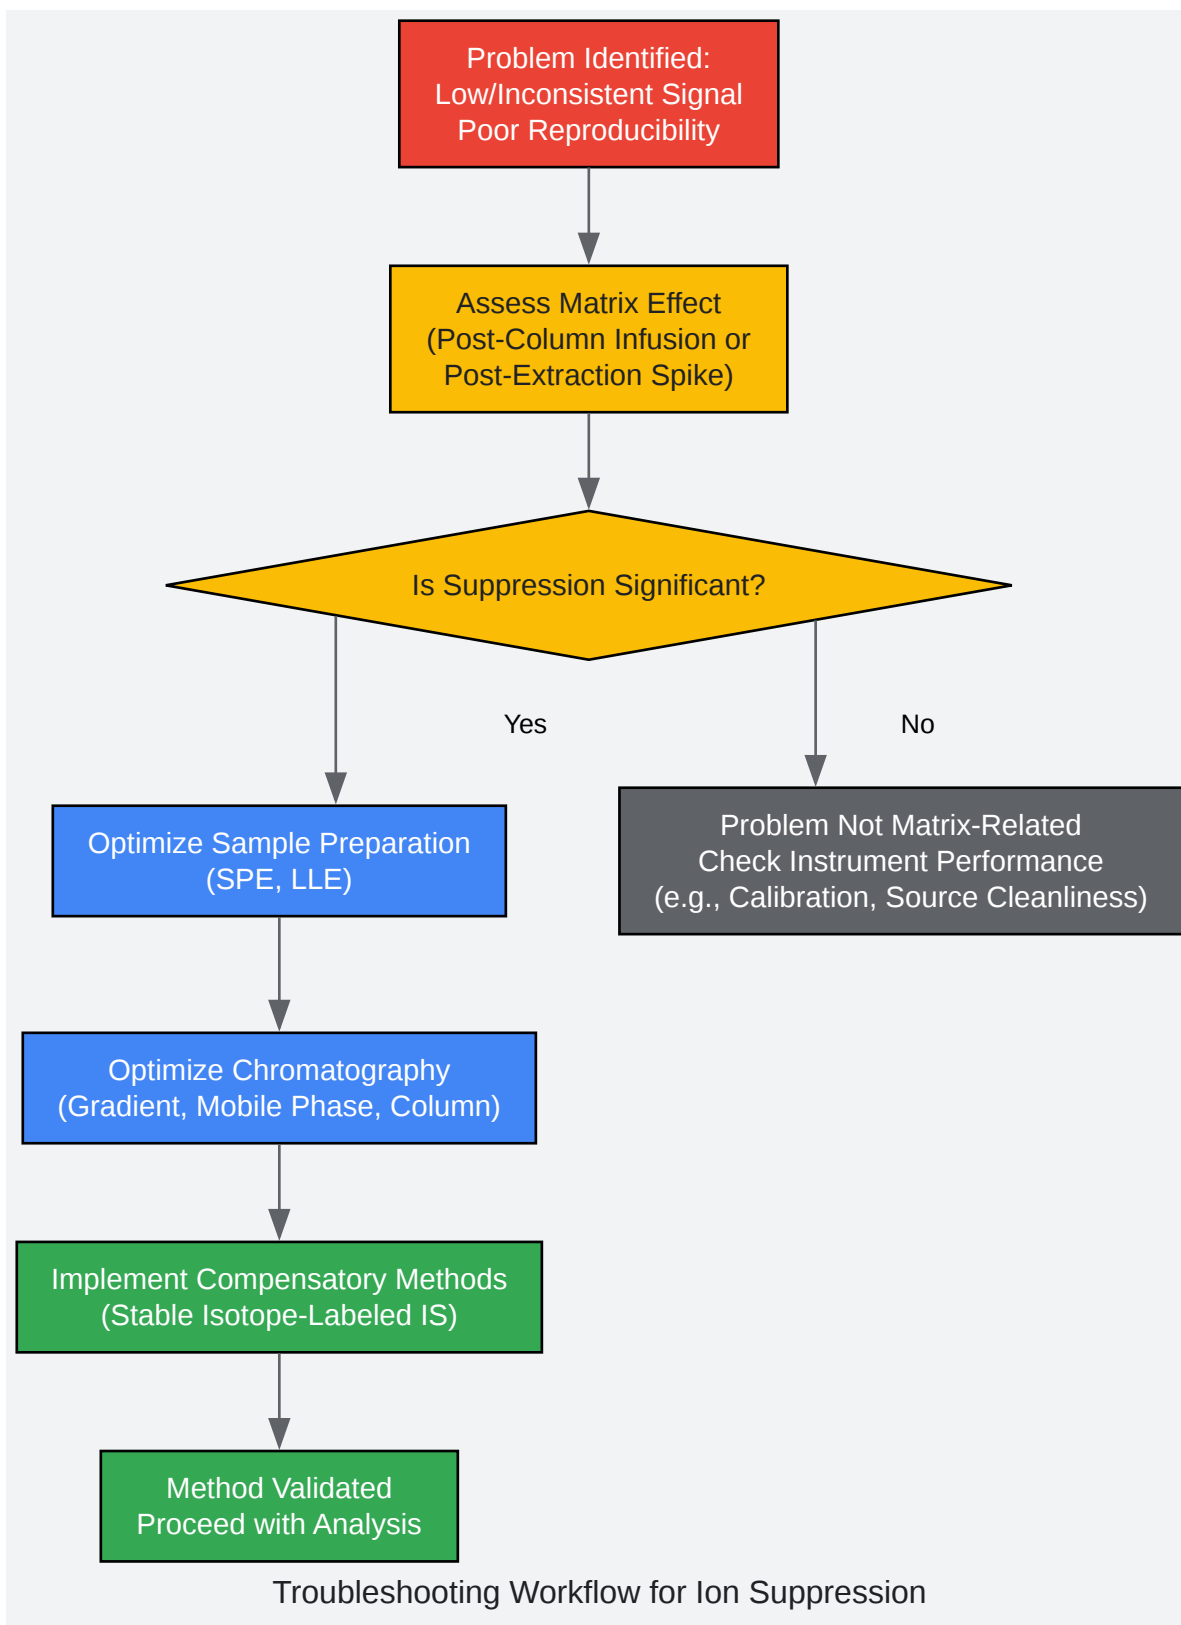 Problem Identified:
Low/Inconsistent Signal
Poor Reproducibility
Assess Matrix Effect
(Post-Column Infusion or
Post-Extraction Spike)
Is Suppression Significant?
Yes
No
Optimize Sample Preparation
(SPE, LLE)
Problem Not Matrix-Related
Check Instrument Performance
(e.g., Calibration, Source Cleanliness)
Optimize Chromatography
(Gradient, Mobile Phase, Column)
Implement Compensatory Methods
(Stable Isotope-Labeled IS)
Method Validated
Proceed with Analysis
Troubleshooting Workflow for Ion Suppression